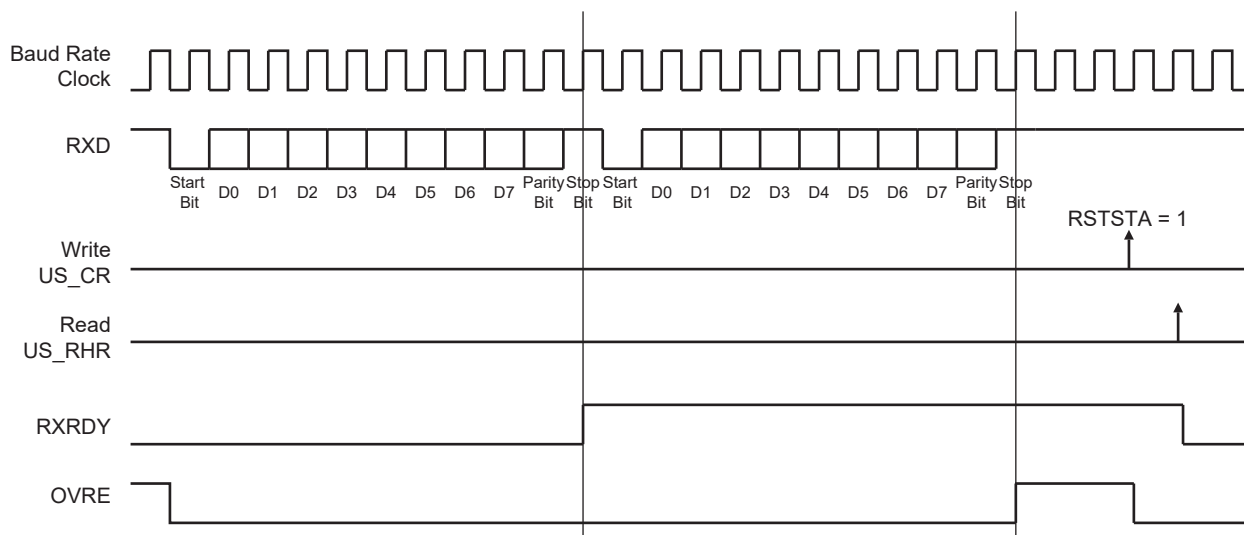 Baud Rate
Clock
RXD
Start
Bit
D0
D1
D2
D3
D4
D5
D6
D7
Parity
Bit
Stop
Bit
Start
Bit
D0
D1
D2
D3
D4
D5
D6
D7
Parity
Bit
Stop
Bit
RSTSTA = 1
Write
US_CR
Read
US_RHR
RXRDY
OVRE